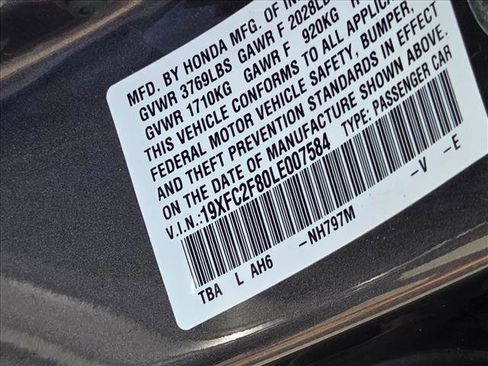 MFD. BY HONDA MFG. OF IN
GVWR 3769LBS GAWR F 2028LB
GVWR 1710KG GAWR F 920KG
THIS VEHICLE CONFORMS TO ALL APPLICA
FEDERAL MOTOR VEHICLE SAFETY, BUMPER,
AND THEFT PREVENTION STANDARDS IN EFFECT
ON THE DATE OF MANUFACTURE SHOWN ABOVE.
V.I.N.:19XFC2F80LE007584 TYPE: PASSENGER CAR
TBA L AH6 -NH797M -V -E